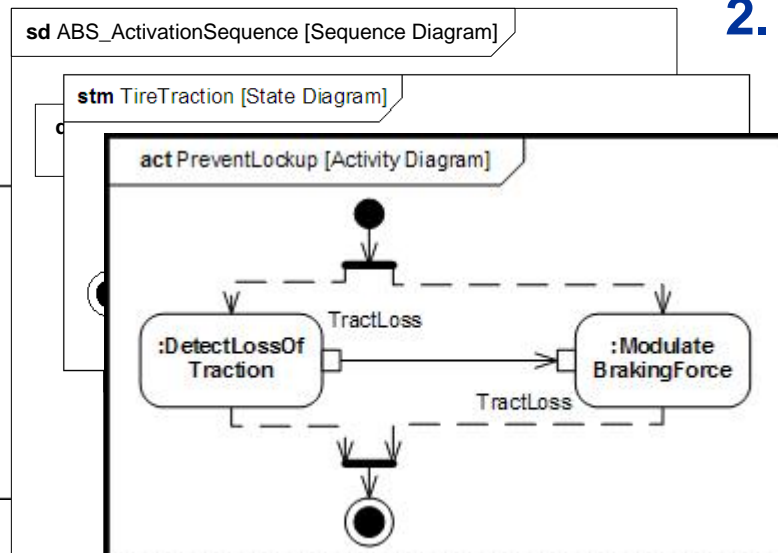 2.
sd ABS_ActivationSequence [Sequence Diagram]
stm TireTraction [State Diagram]
act PreventLockup [Activity Diagram]
TractLoss
:DetectLossOf
Traction
:Modulate
BrakingForce
TractLoss